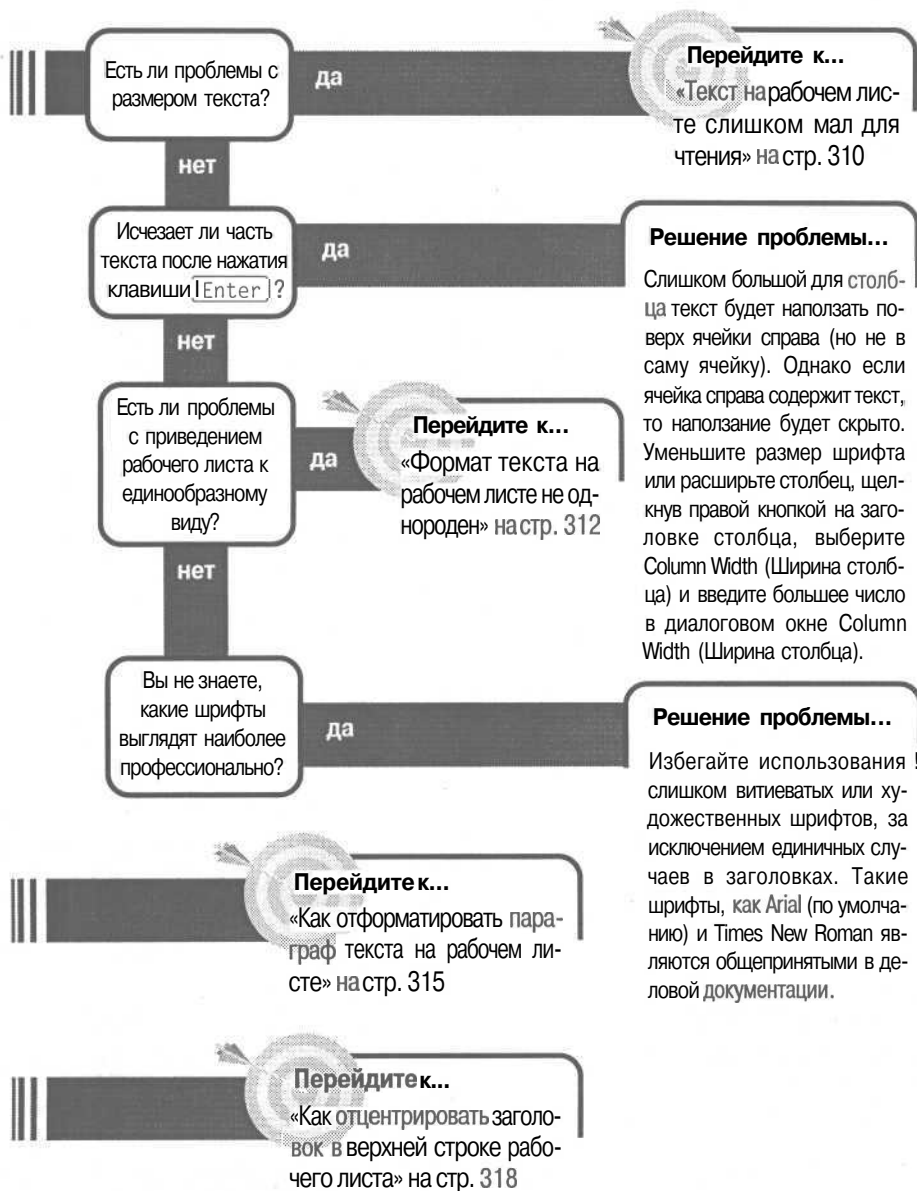 Есть ли проблемы с
размером текста?
да
Перейдите к...
«Текст на рабочем лис-
те слишком мал для
чтения» на стр. 310
нет
Исчезает ли часть
текста после нажатия
клавиши Enter?
да
Решение проблемы...
Слишком большой для столб-
ца текст будет наползать по-
верх ячейки справа (но не в
саму ячейку). Однако если
ячейка справа содержит текст,
то наползание будет скрыто.
Уменьшите размер шрифта
или расширьте столбец, щел-
кнув правой кнопкой на заго-
ловке столбца, выберите
Column Width (Ширина столб-
ца) и введите большее число
в диалоговом окне Column
Width (Ширина столбца).
нет
Есть ли проблемы
с приведением
рабочего листа к
единообразному
виду?
да
Перейдите к...
«Формат текста на
рабочем листе не од-
нороден» на стр. 312
нет
Вы не знаете,
какие шрифты
выглядят наиболее
профессионально?
да
Решение проблемы...
Избегайте использования
слишком витиеватых или ху-
дожественных шрифтов, за
исключением единичных слу-
чаев в заголовках. Такие
шрифты, как Arial (по умолча-
нию) и Times New Roman яв-
ляются общепринятыми в де-
ловой документации.
Перейдите к...
«Как отформатировать пара-
граф текста на рабочем ли-
сте» на стр. 315
Перейдите к...
«Как отцентрировать заголо-
вок в верхней строке рабо-
чего листа» на стр. 318